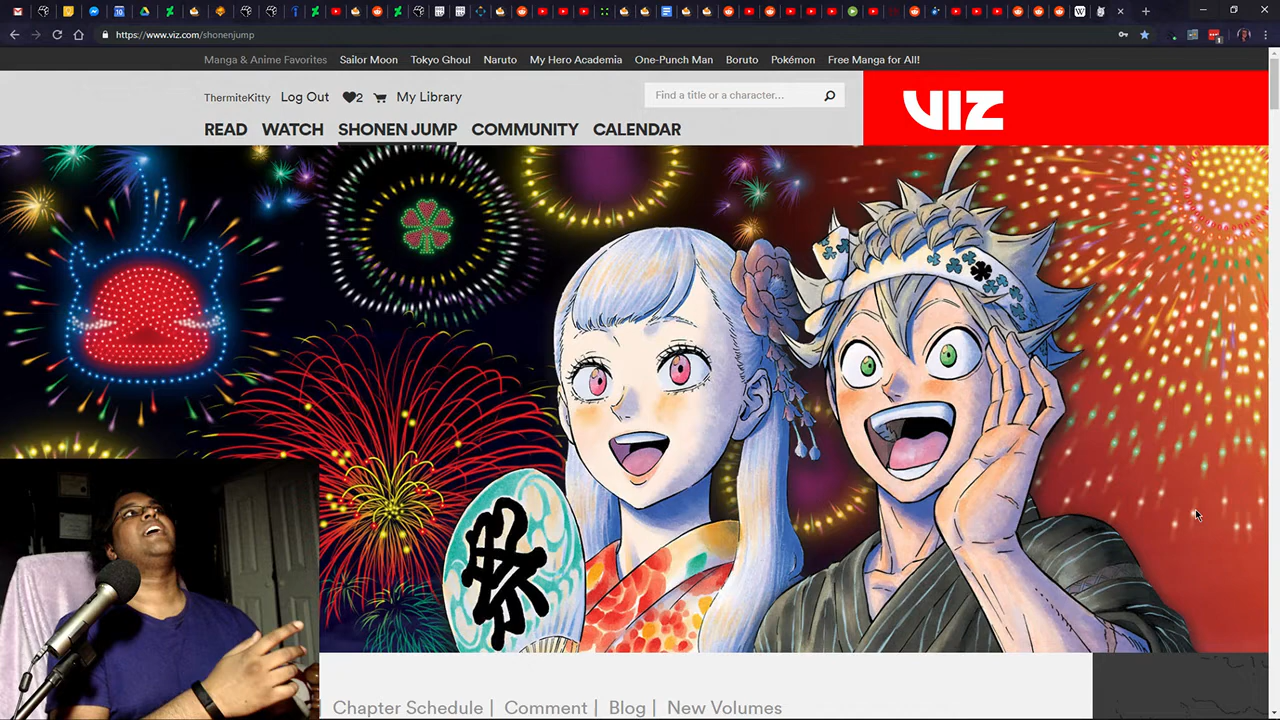 https://www.viz.com/shonenjump
Manga & Anime Favorites Sailor Moon Tokyo Ghoul Naruto My Hero Academia One-Punch Man Boruto Pokémon Free Manga for All!
ThermiteKitty Log Out 2 My Library Find a title or a character...
VIZ
READ WATCH SHONEN JUMP COMMUNITY CALENDAR
祭
Chapter Schedule | Comment | Blog | New Volumes